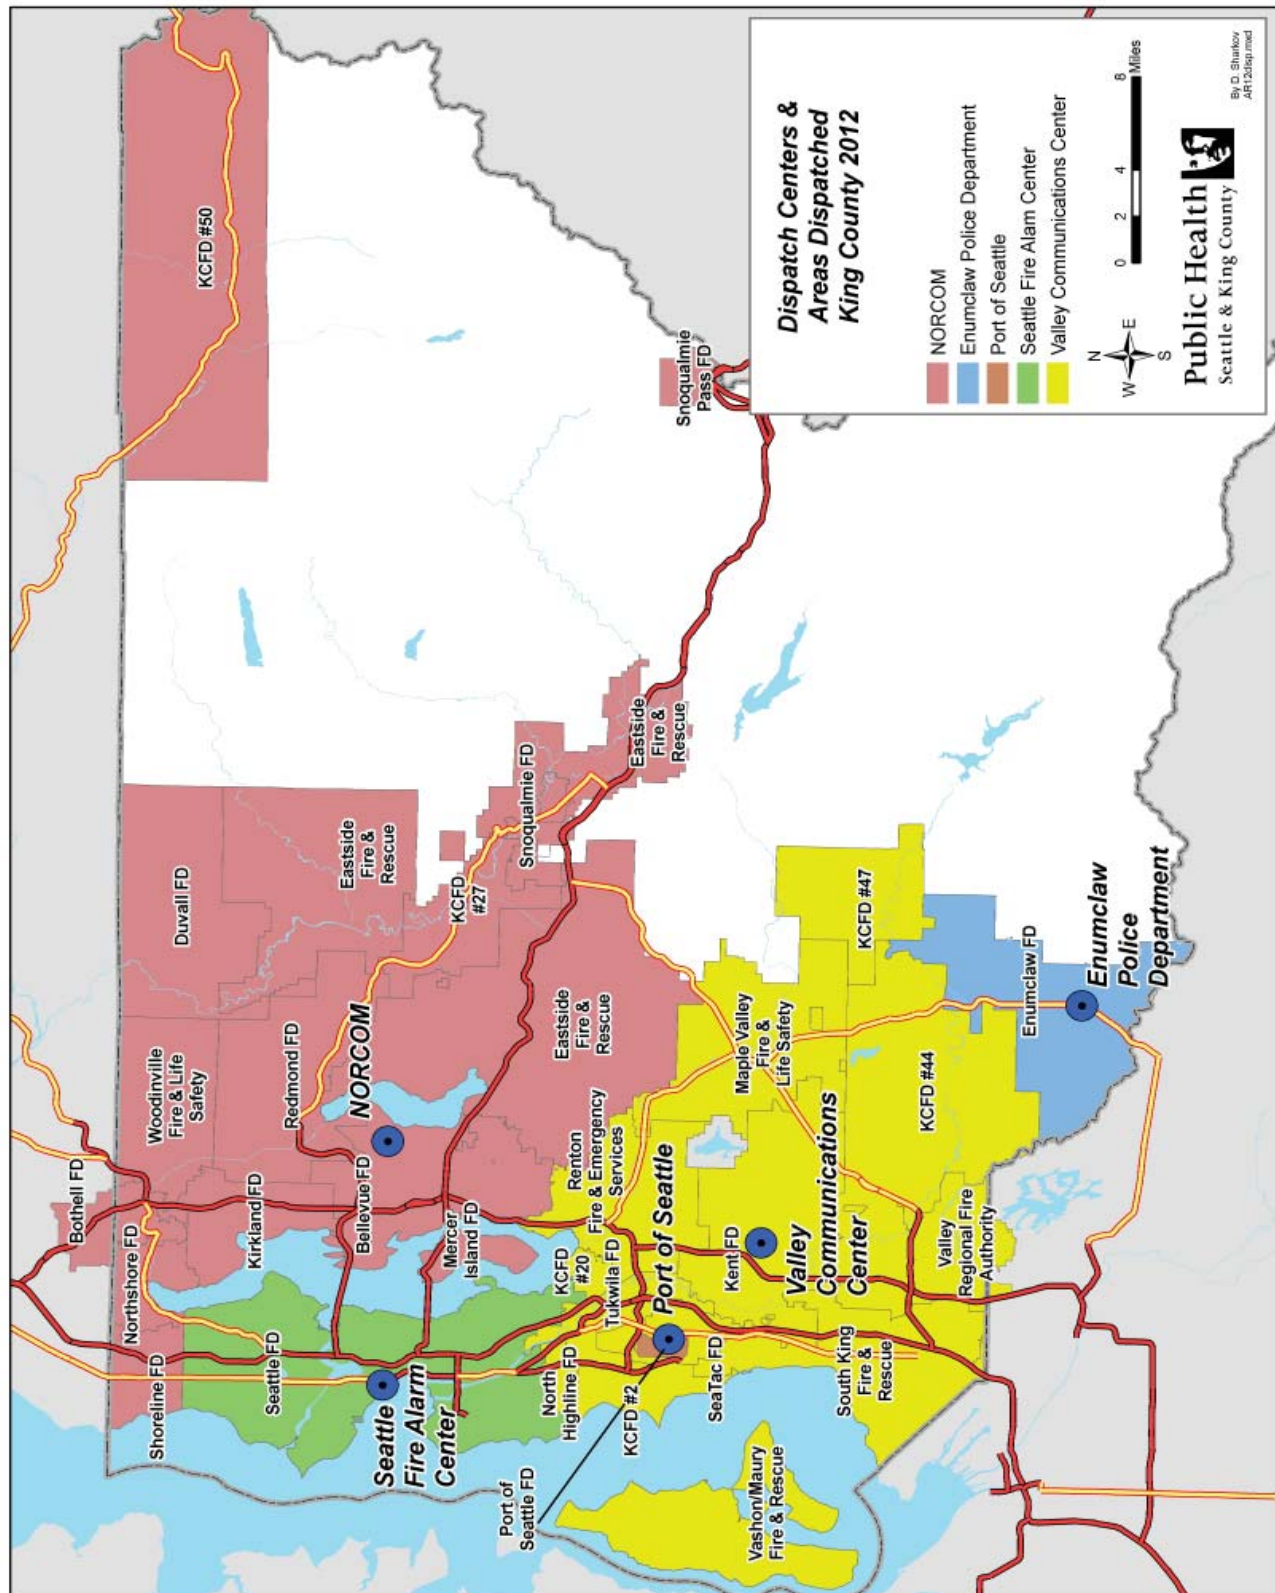 Dispatch Centers &
Areas Dispatched
King County 2012
NORCOM
Enumclaw Police Department
Port of Seattle
Seattle Fire Alarm Center
Valley Communications Center
N
W
E
S
0
2
4
8
Miles
Public Health
Seattle & King County
By D. Sharkov
AR12disp.mxd
Bothell FD
Shoreline FD
Northshore FD
Woodinville
Fire & Life
Safety
Duvall FD
KCFD #50
Kirkland FD
Redmond FD
Seattle FD
Eastside
Fire &
Rescue
Bellevue FD
NORCOM
Seattle
Fire Alarm
Center
Mercer
Island FD
KCFD
#27
Snoqualmie FD
Port of
Seattle FD
North
Highline FD
KCFD
#20
Renton
Fire & Emergency
Services
Eastside
Fire &
Rescue
Eastside
Fire &
Rescue
Snoqualmie
Pass FD
KCFD #2
Tukwila FD
Port of Seattle
SeaTac FD
Kent FD
Maple Valley
Fire &
Life Safety
Vashon/Maury
Fire & Rescue
Valley
Communications
Center
South King
Fire &
Rescue
KCFD #47
KCFD #44
Valley
Regional Fire
Authority
Enumclaw FD
Enumclaw
Police
Department